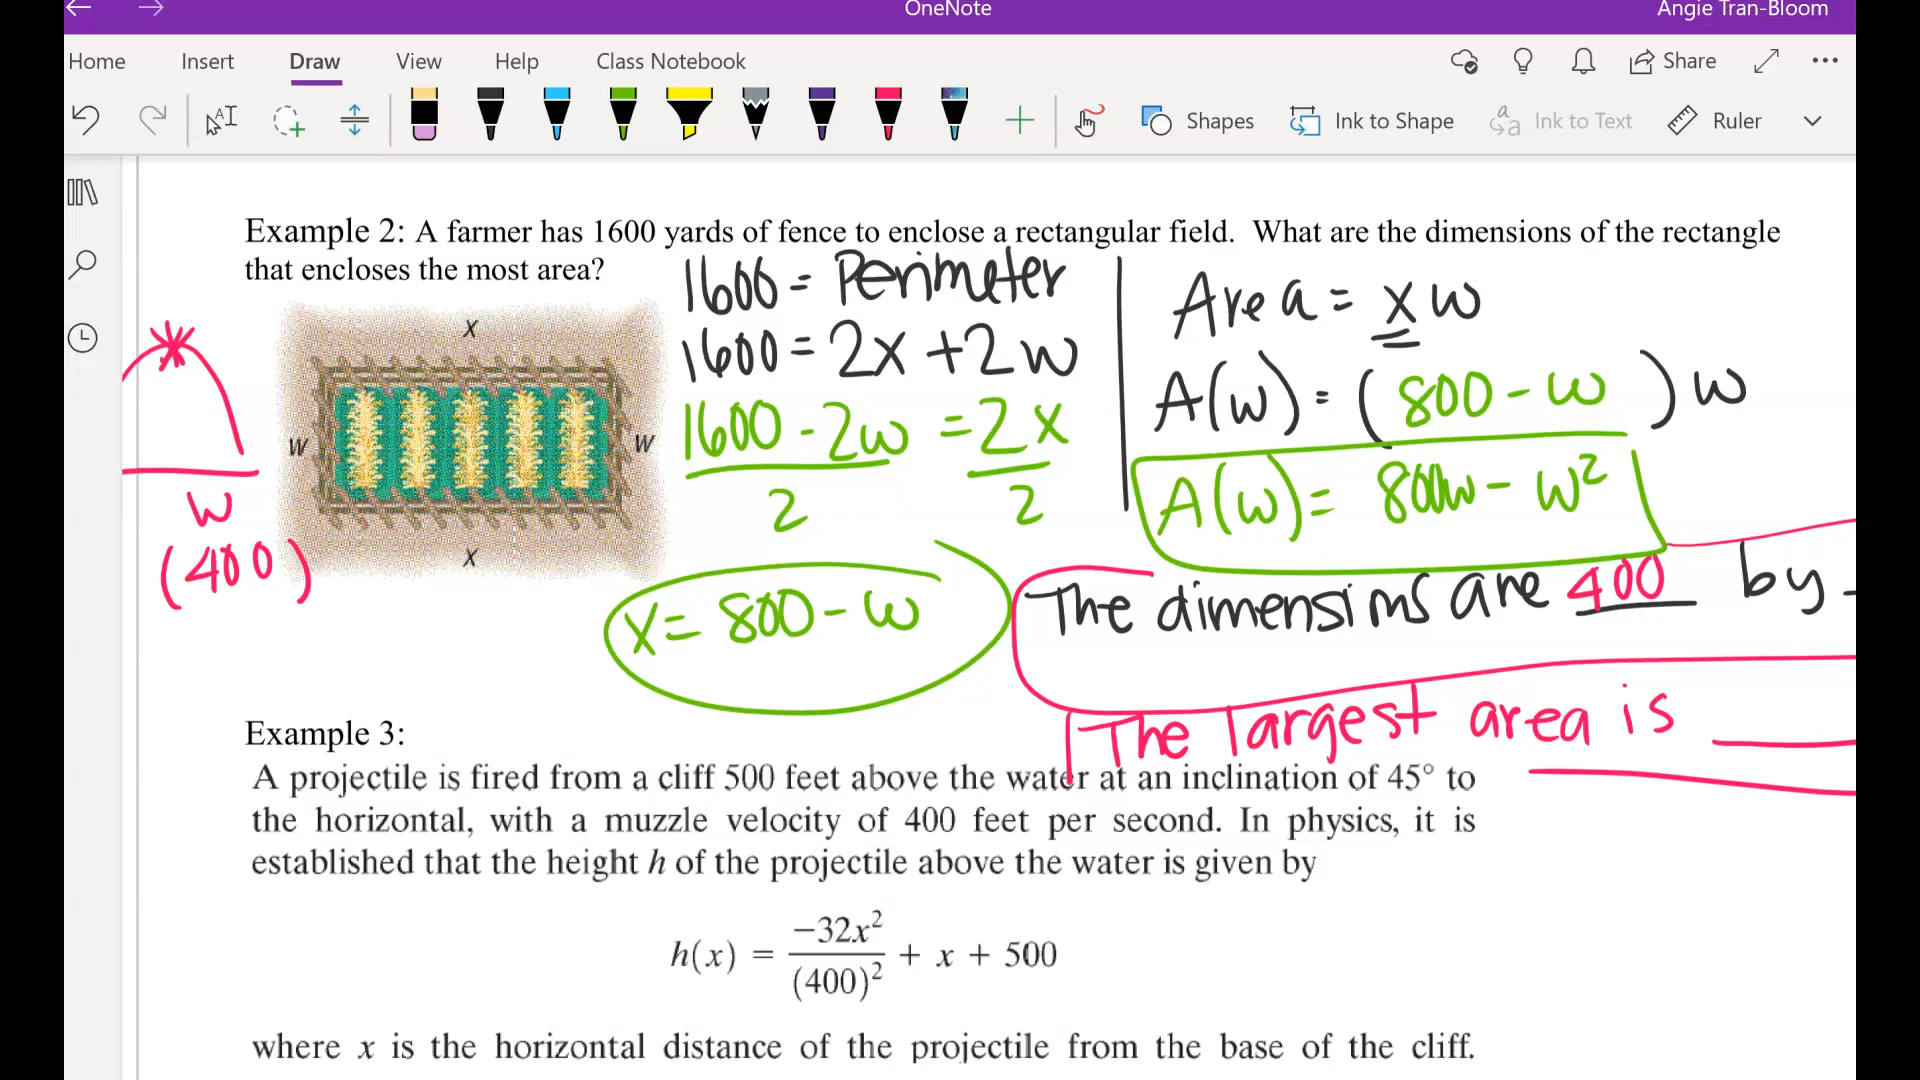 OneNote
Angie Tran-Bloom
Home Insert Draw View Help Class Notebook Share
Shapes Ink to Shape Ink to Text Ruler
Example 2: A farmer has 1600 yards of fence to enclose a rectangular field. What are the dimensions of the rectangle
that encloses the most area?
1600 = Perimeter
1600 = 2x + 2w
1600 - 2w = 2x
2 2
x = 800 - w
Area = xw
A(w) = (800 - w) w
A(w) = 800w - w²
x
w w
x
w
(400)
The dimensions are 400 by
The largest area is
Example 3:
A projectile is fired from a cliff 500 feet above the water at an inclination of 45° to
the horizontal, with a muzzle velocity of 400 feet per second. In physics, it is
established that the height h of the projectile above the water is given by
h(x) = −32x² / (400)² + x + 500
where x is the horizontal distance of the projectile from the base of the cliff.